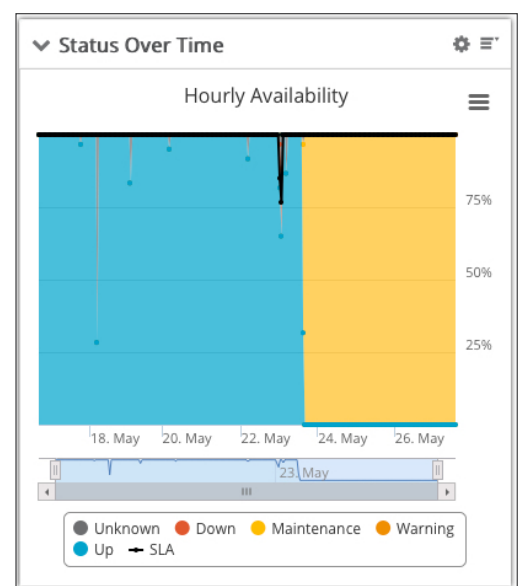 Status Over Time
Hourly Availability
75%
50%
25%
18. May 20. May 22. May 24. May 26. May
23. May
Unknown Down Maintenance Warning
Up SLA